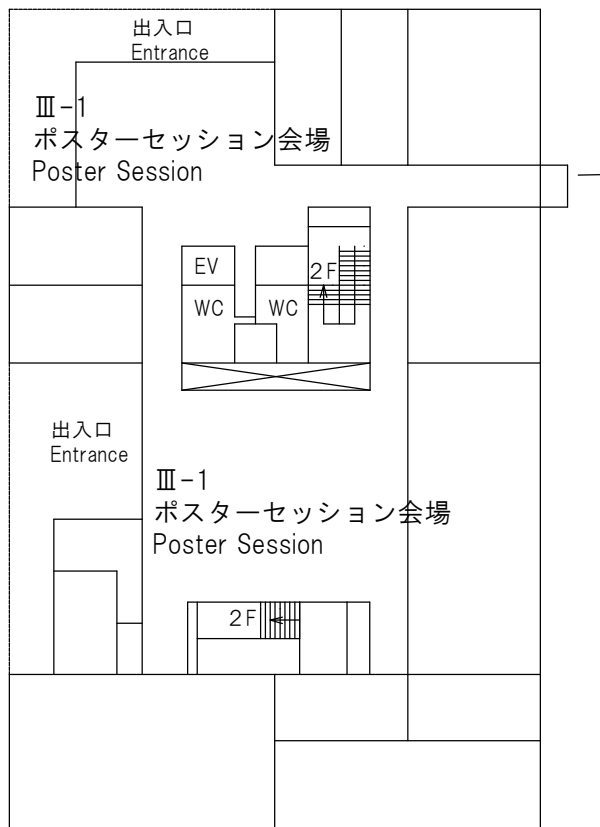 出入口
Entrance
Ⅲ-1
ポスターセッション会場
Poster Session
EV
2F
WC
WC
出入口
Entrance
Ⅲ-1
ポスターセッション会場
Poster Session
2F